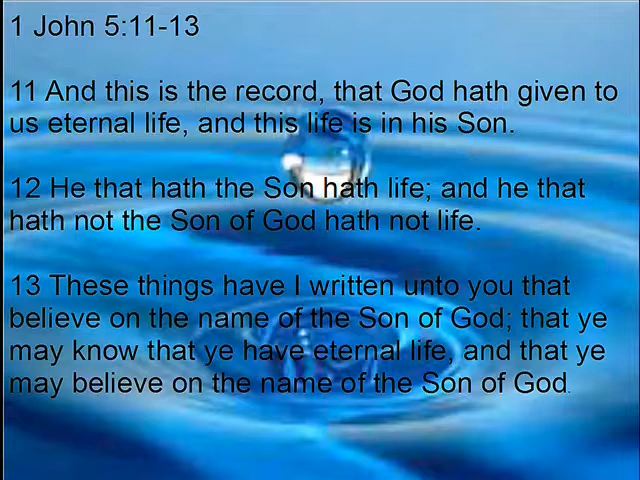 1 John 5:11-13
11 And this is the record, that God hath given to
us eternal life, and this life is in his Son.
12 He that hath the Son hath life; and he that
hath not the Son of God hath not life.
13 These things have I written unto you that
believe on the name of the Son of God; that ye
may know that ye have eternal life, and that ye
may believe on the name of the Son of God.